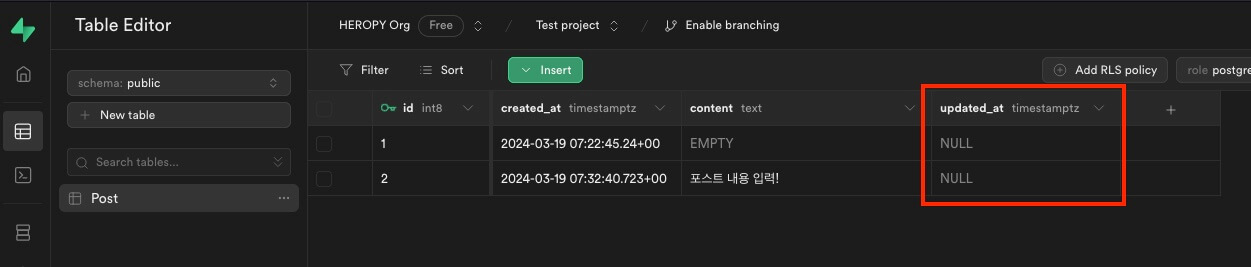 Table Editor
HEROPY Org Free / Test project / Enable branching
schema: public
New table
Search tables...
Post
Filter Sort Insert Add RLS policy role postgre
id int8 created_at timestamptz content text updated_at timestamptz
1 2024-03-19 07:22:45.24+00 EMPTY NULL
2 2024-03-19 07:32:40.723+00 포스트 내용 입력! NULL